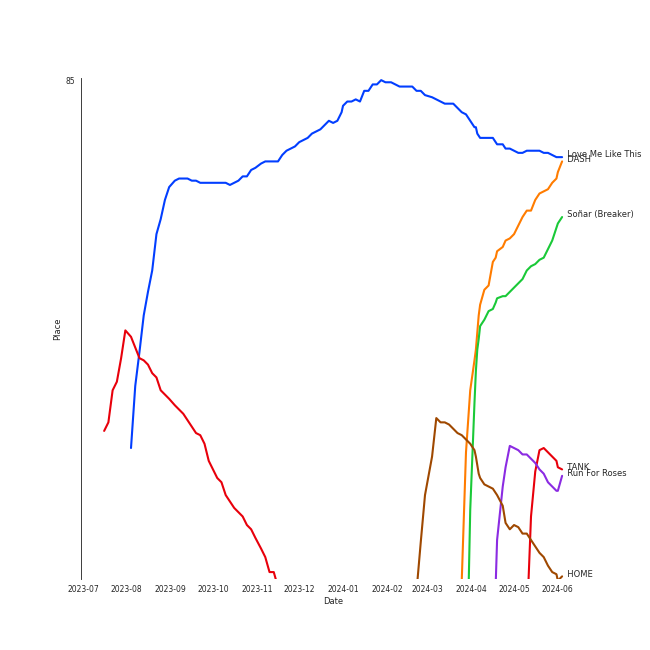 85
Love Me Like This
DASH
Soñar (Breaker)
Place
TANK
Run For Roses
HOME
2023-07 2023-08 2023-09 2023-10 2023-11 2023-12 2024-01 2024-02 2024-03 2024-04 2024-05 2024-06
Date